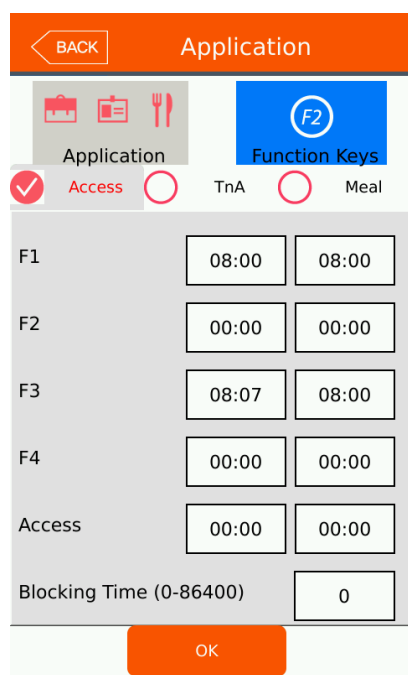 BACK Application
F2
Application Function Keys
Access TnA Meal
F1 08:00 08:00
F2 00:00 00:00
F3 08:07 08:00
F4 00:00 00:00
Access 00:00 00:00
Blocking Time (0-86400) 0
OK